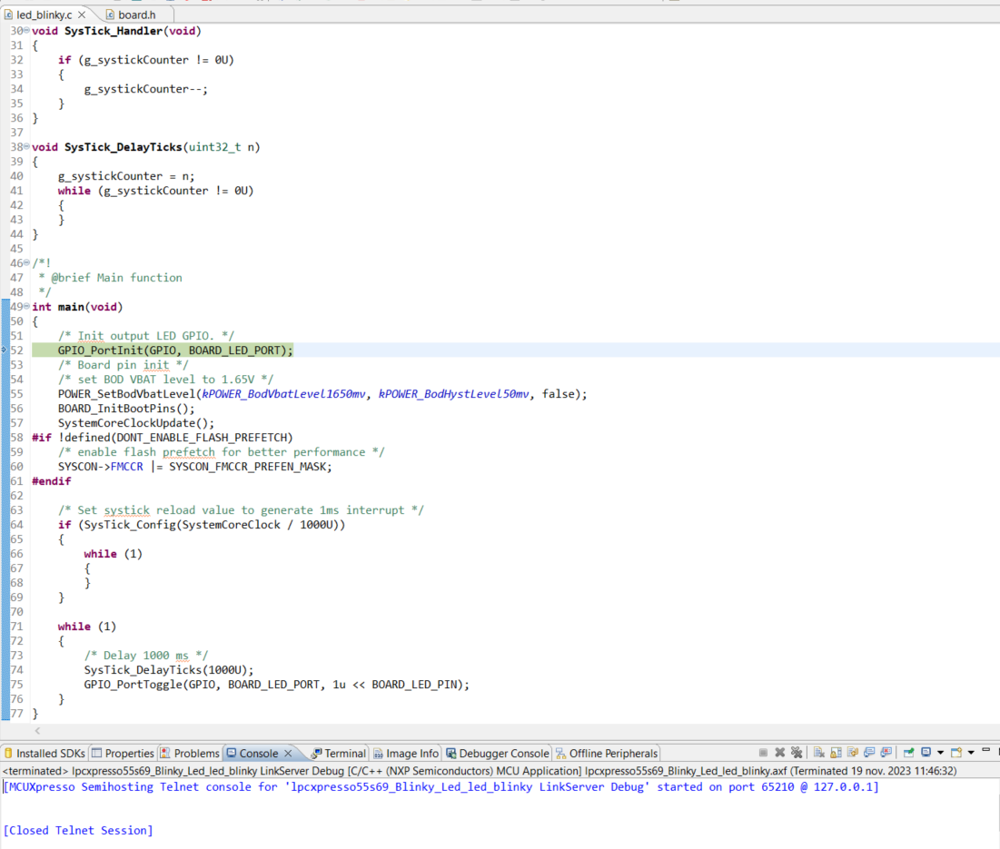 led_blinky.c
board.h
30 void SysTick_Handler(void)
31 {
32     if (g_systickCounter != 0U)
33     {
34         g_systickCounter--;
35     }
36 }
37
38 void SysTick_DelayTicks(uint32_t n)
39 {
40     g_systickCounter = n;
41     while (g_systickCounter != 0U)
42     {
43     }
44 }
45
46 /*!
47  * @brief Main function
48  */
49 int main(void)
50 {
51     /* Init output LED GPIO. */
52     GPIO_PortInit(GPIO, BOARD_LED_PORT);
53     /* Board pin init */
54     /* set BOD VBAT level to 1.65V */
55     POWER_SetBodVbatLevel(kPOWER_BodVbatLevel1650mv, kPOWER_BodHystLevel50mv, false);
56     BOARD_InitBootPins();
57     SystemCoreClockUpdate();
58 #if !defined(DONT_ENABLE_FLASH_PREFETCH)
59     /* enable flash prefetch for better performance */
60     SYSCON->FMCCR |= SYSCON_FMCCR_PREFEN_MASK;
61 #endif
62
63     /* Set systick reload value to generate 1ms interrupt */
64     if (SysTick_Config(SystemCoreClock / 1000U))
65     {
66         while (1)
67         {
68         }
69     }
70
71     while (1)
72     {
73         /* Delay 1000 ms */
74         SysTick_DelayTicks(1000U);
75         GPIO_PortToggle(GPIO, BOARD_LED_PORT, 1u << BOARD_LED_PIN);
76     }
77 }
Installed SDKs Properties Problems Console Terminal Image Info Debugger Console Offline Peripherals
<terminated> lpcxpresso55s69_Blinky_Led_led_blinky LinkServer Debug [C/C++ (NXP Semiconductors) MCU Application] lpcxpresso55s69_Blinky_Led_led_blinky.axf (Terminated 19 nov. 2023 11:46:32)
[MCUXpresso Semihosting Telnet console for 'lpcxpresso55s69_Blinky_Led_led_blinky LinkServer Debug' started on port 65210 @ 127.0.0.1]
[Closed Telnet Session]